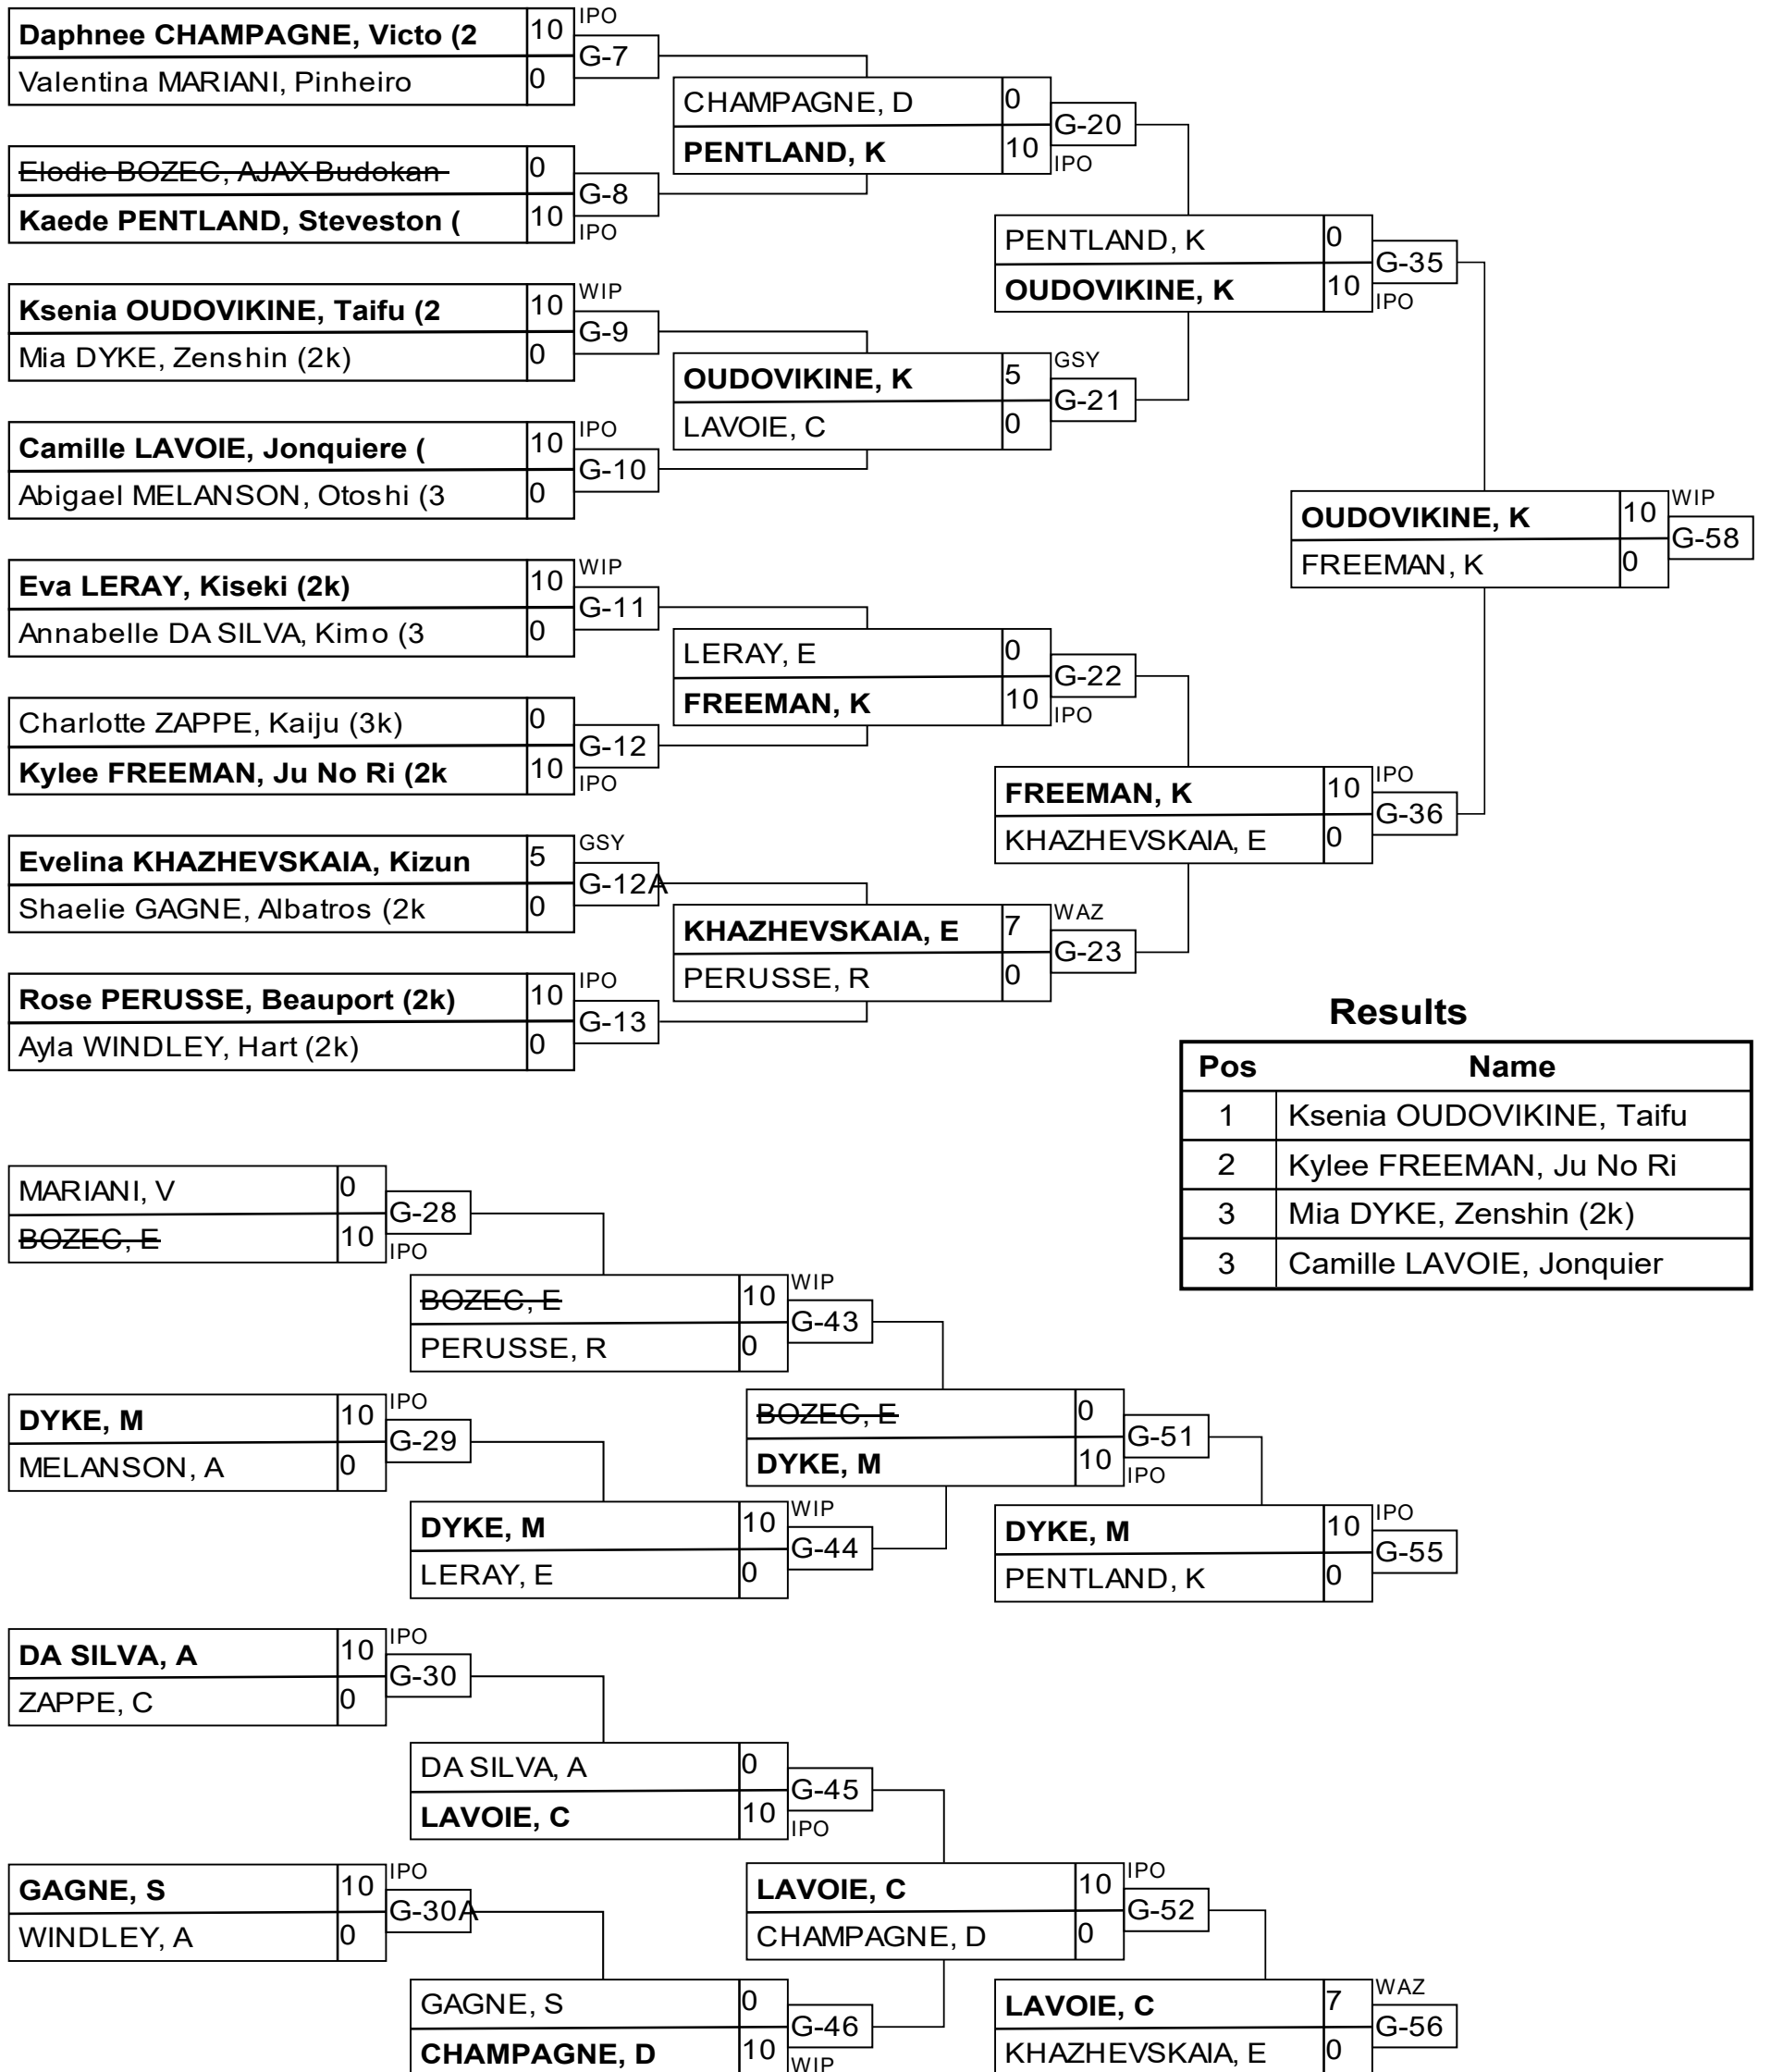 Daphnee CHAMPAGNE, Victo (2 10 IPO
Valentina MARIANI, Pinheiro 0
G-7
Elodie BOZEC, AJAX Budokan 0
Kaede PENTLAND, Steveston ( 10 IPO
G-8
Ksenia OUDOVIKINE, Taifu (2 10 WIP
Mia DYKE, Zenshin (2k) 0
G-9
Camille LAVOIE, Jonquiere ( 10 IPO
Abigael MELANSON, Otoshi (3 0
G-10
Eva LERAY, Kiseki (2k) 10 WIP
Annabelle DA SILVA, Kimo (3 0
G-11
Charlotte ZAPPE, Kaiju (3k) 0
Kylee FREEMAN, Ju No Ri (2k 10 IPO
G-12
Evelina KHAZHEVSKAIA, Kizun 5 GSY
Shaelie GAGNE, Albatros (2k 0
G-12A
Rose PERUSSE, Beauport (2k) 10 IPO
Ayla WINDLEY, Hart (2k) 0
G-13
CHAMPAGNE, D 0
PENTLAND, K 10 IPO
G-20
OUDOVIKINE, K 5 GSY
LAVOIE, C 0
G-21
LERAY, E 0
FREEMAN, K 10 IPO
G-22
KHAZHEVSKAIA, E 7 WAZ
PERUSSE, R 0
G-23
PENTLAND, K 0
OUDOVIKINE, K 10 IPO
G-35
FREEMAN, K 10 IPO
KHAZHEVSKAIA, E 0
G-36
OUDOVIKINE, K 10 WIP
FREEMAN, K 0
G-58
Results
Pos Name
1 Ksenia OUDOVIKINE, Taifu
2 Kylee FREEMAN, Ju No Ri
3 Mia DYKE, Zenshin (2k)
3 Camille LAVOIE, Jonquier
MARIANI, V 0
BOZEC, E 10 IPO
G-28
DYKE, M 10 IPO
MELANSON, A 0
G-29
BOZEC, E 10 WIP
PERUSSE, R 0
G-43
DYKE, M 10 WIP
LERAY, E 0
G-44
BOZEC, E 0
DYKE, M 10 IPO
G-51
DYKE, M 10 IPO
PENTLAND, K 0
G-55
DA SILVA, A 10 IPO
ZAPPE, C 0
G-30
GAGNE, S 10 IPO
WINDLEY, A 0
G-30A
DA SILVA, A 0
LAVOIE, C 10 IPO
G-45
GAGNE, S 0
CHAMPAGNE, D 10 WIP
G-46
LAVOIE, C 10 IPO
CHAMPAGNE, D 0
G-52
LAVOIE, C 7 WAZ
KHAZHEVSKAIA, E 0
G-56